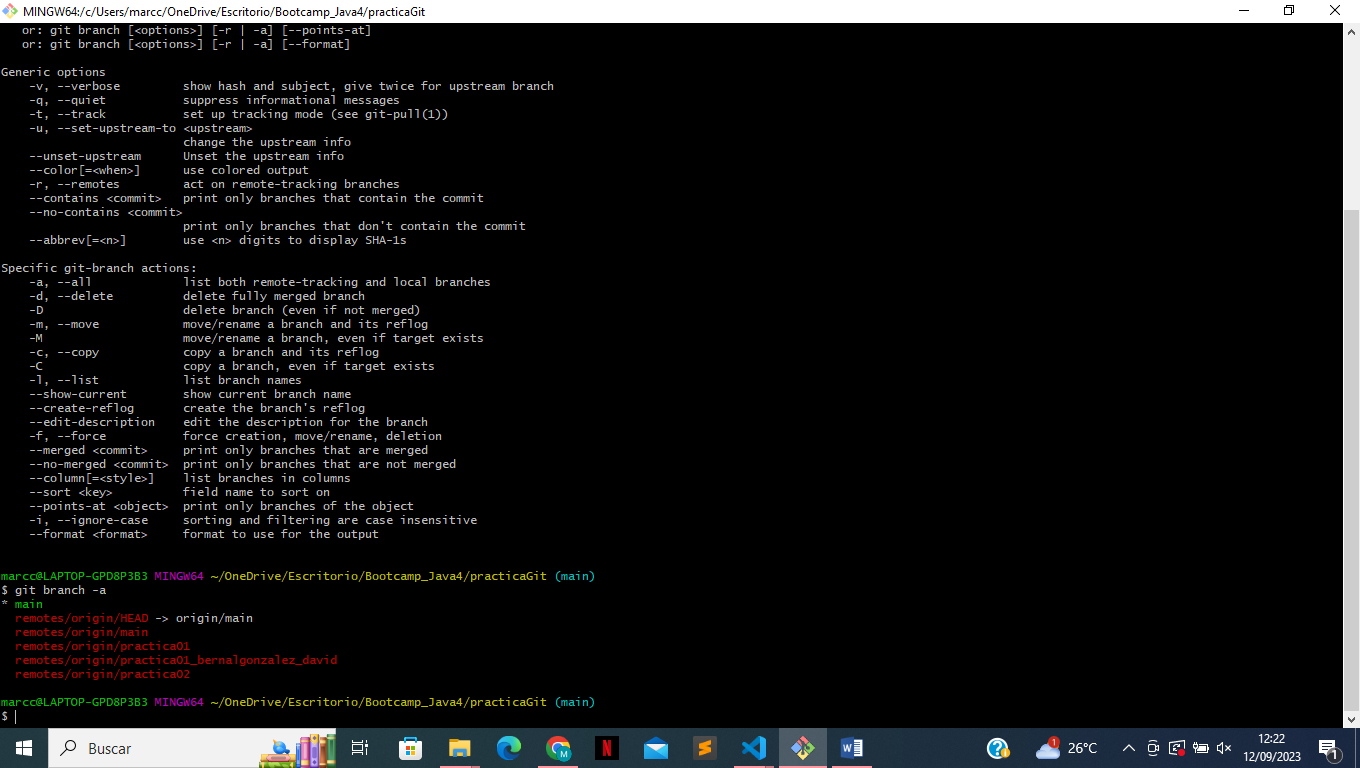 MINGW64:/c/Users/marcc/OneDrive/Escritorio/Bootcamp_Java4/practicaGit
or: git branch [<options>] [-r | -a] [--points-at]
or: git branch [<options>] [-r | -a] [--format]
Generic options
-v, --verbose show hash and subject, give twice for upstream branch
-q, --quiet suppress informational messages
-t, --track set up tracking mode (see git-pull(1))
-u, --set-upstream-to <upstream>
change the upstream info
--unset-upstream Unset the upstream info
--color[=<when>] use colored output
-r, --remotes act on remote-tracking branches
--contains <commit> print only branches that contain the commit
--no-contains <commit>
print only branches that don't contain the commit
--abbrev[=<n>] use <n> digits to display SHA-1s
Specific git-branch actions:
-a, --all list both remote-tracking and local branches
-d, --delete delete fully merged branch
-D delete branch (even if not merged)
-m, --move move/rename a branch and its reflog
-M move/rename a branch, even if target exists
-c, --copy copy a branch and its reflog
-C copy a branch, even if target exists
-l, --list list branch names
--show-current show current branch name
--create-reflog create the branch's reflog
--edit-description edit the description for the branch
-f, --force force creation, move/rename, deletion
--merged <commit> print only branches that are merged
--no-merged <commit> print only branches that are not merged
--column[=<style>] list branches in columns
--sort <key> field name to sort on
--points-at <object> print only branches of the object
-i, --ignore-case sorting and filtering are case insensitive
--format <format> format to use for the output
marcc@LAPTOP-GPD8P3B3 MINGW64 ~/OneDrive/Escritorio/Bootcamp_Java4/practicaGit (main)
$ git branch -a
* main
remotes/origin/HEAD -> origin/main
remotes/origin/main
remotes/origin/practica01
remotes/origin/practica01_bernalgonzalez_david
remotes/origin/practica02
marcc@LAPTOP-GPD8P3B3 MINGW64 ~/OneDrive/Escritorio/Bootcamp_Java4/practicaGit (main)
$
Buscar
26°C
12:22
12/09/2023